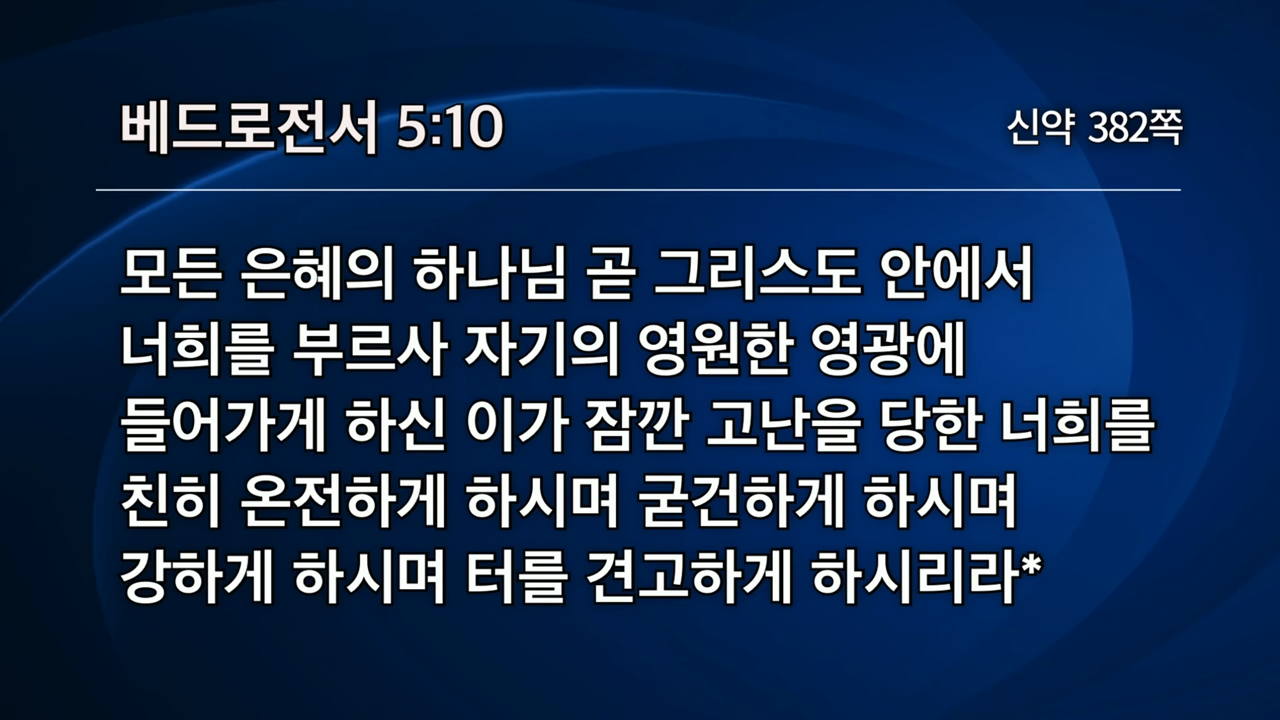 베드로전서 5:10
신약 382쪽
모든 은혜의 하나님 곧 그리스도 안에서
너희를 부르사 자기의 영원한 영광에
들어가게 하신 이가 잠깐 고난을 당한 너희를
친히 온전하게 하시며 굳건하게 하시며
강하게 하시며 터를 견고하게 하시리라*